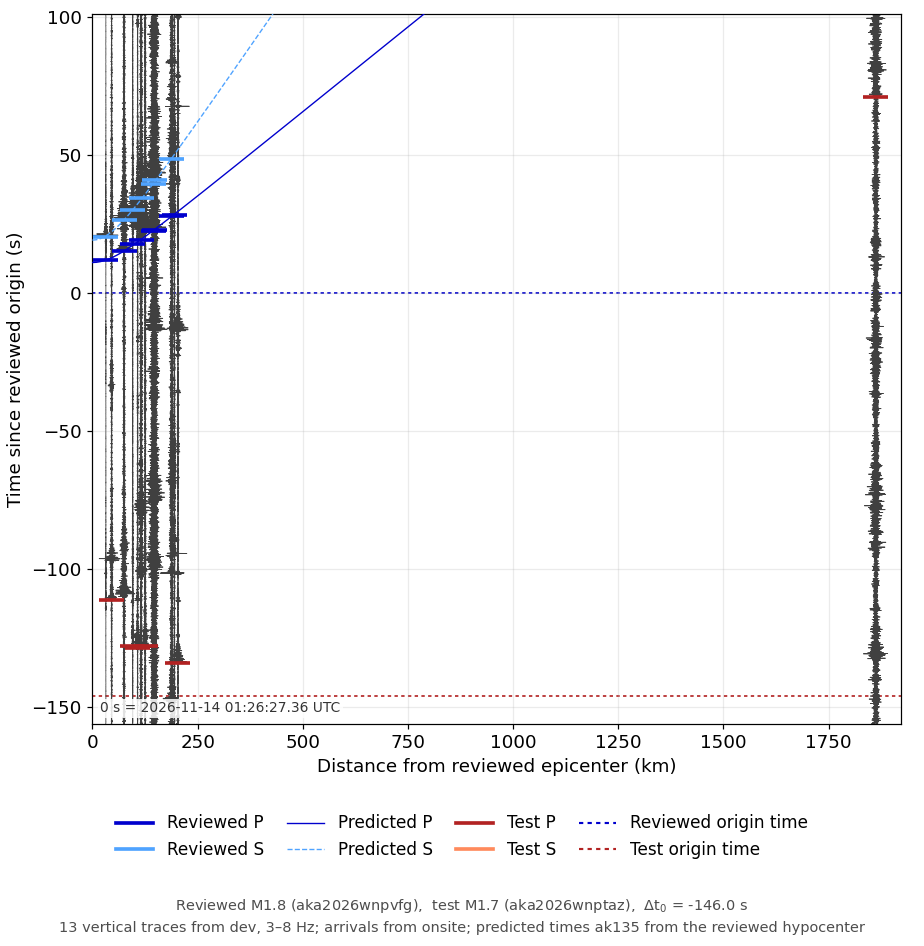 100
50
0
−50
−100
−150
Time since reviewed origin (s)
0 s = 2026-11-14 01:26:27.36 UTC
0 250 500 750 1000 1250 1500 1750
Distance from reviewed epicenter (km)
Reviewed P Predicted P Test P Reviewed origin time
Reviewed S Predicted S Test S Test origin time
Reviewed M1.8 (aka2026wnpvfg), test M1.7 (aka2026wnptaz), Δt₀ = -146.0 s
13 vertical traces from dev, 3–8 Hz; arrivals from onsite; predicted times ak135 from the reviewed hypocenter